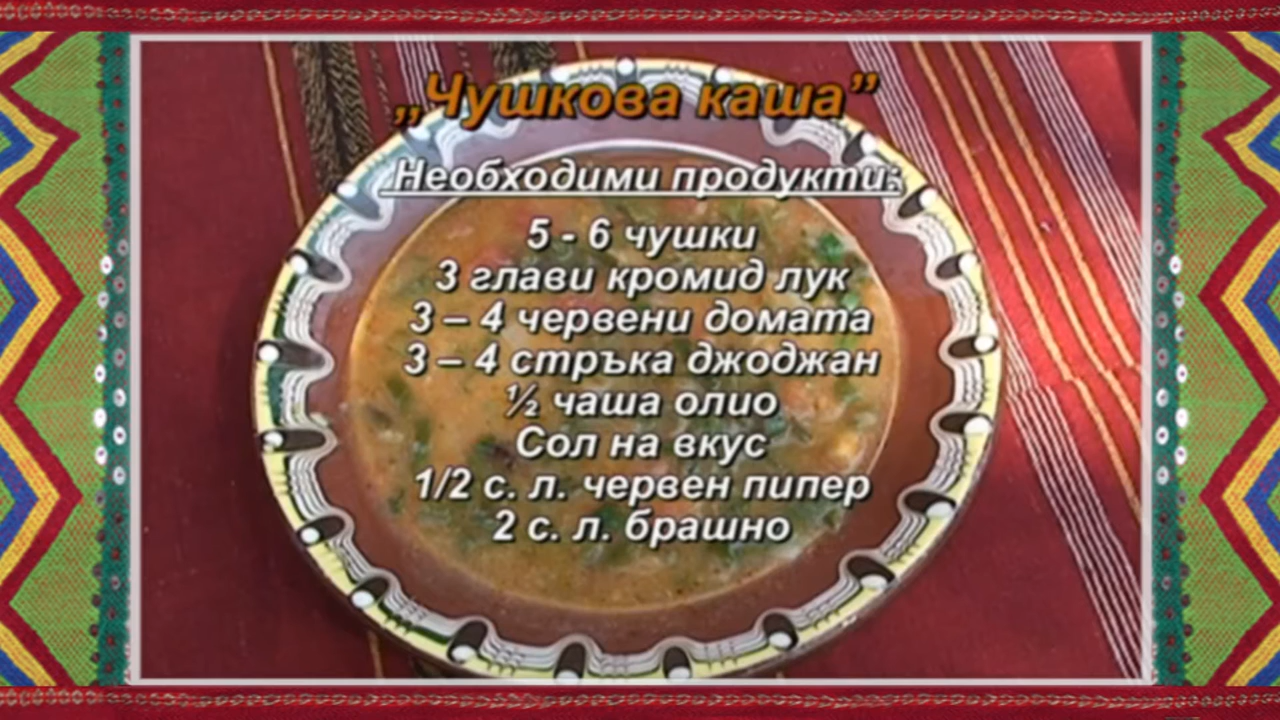 „Чушкова каша”
Необходими продукти:
5 - 6 чушки
3 глави кромид лук
3 – 4 червени домата
3 – 4 стръка джоджан
½ чаша олио
Сол на вкус
1/2 с. л. червен пипер
2 с. л. брашно